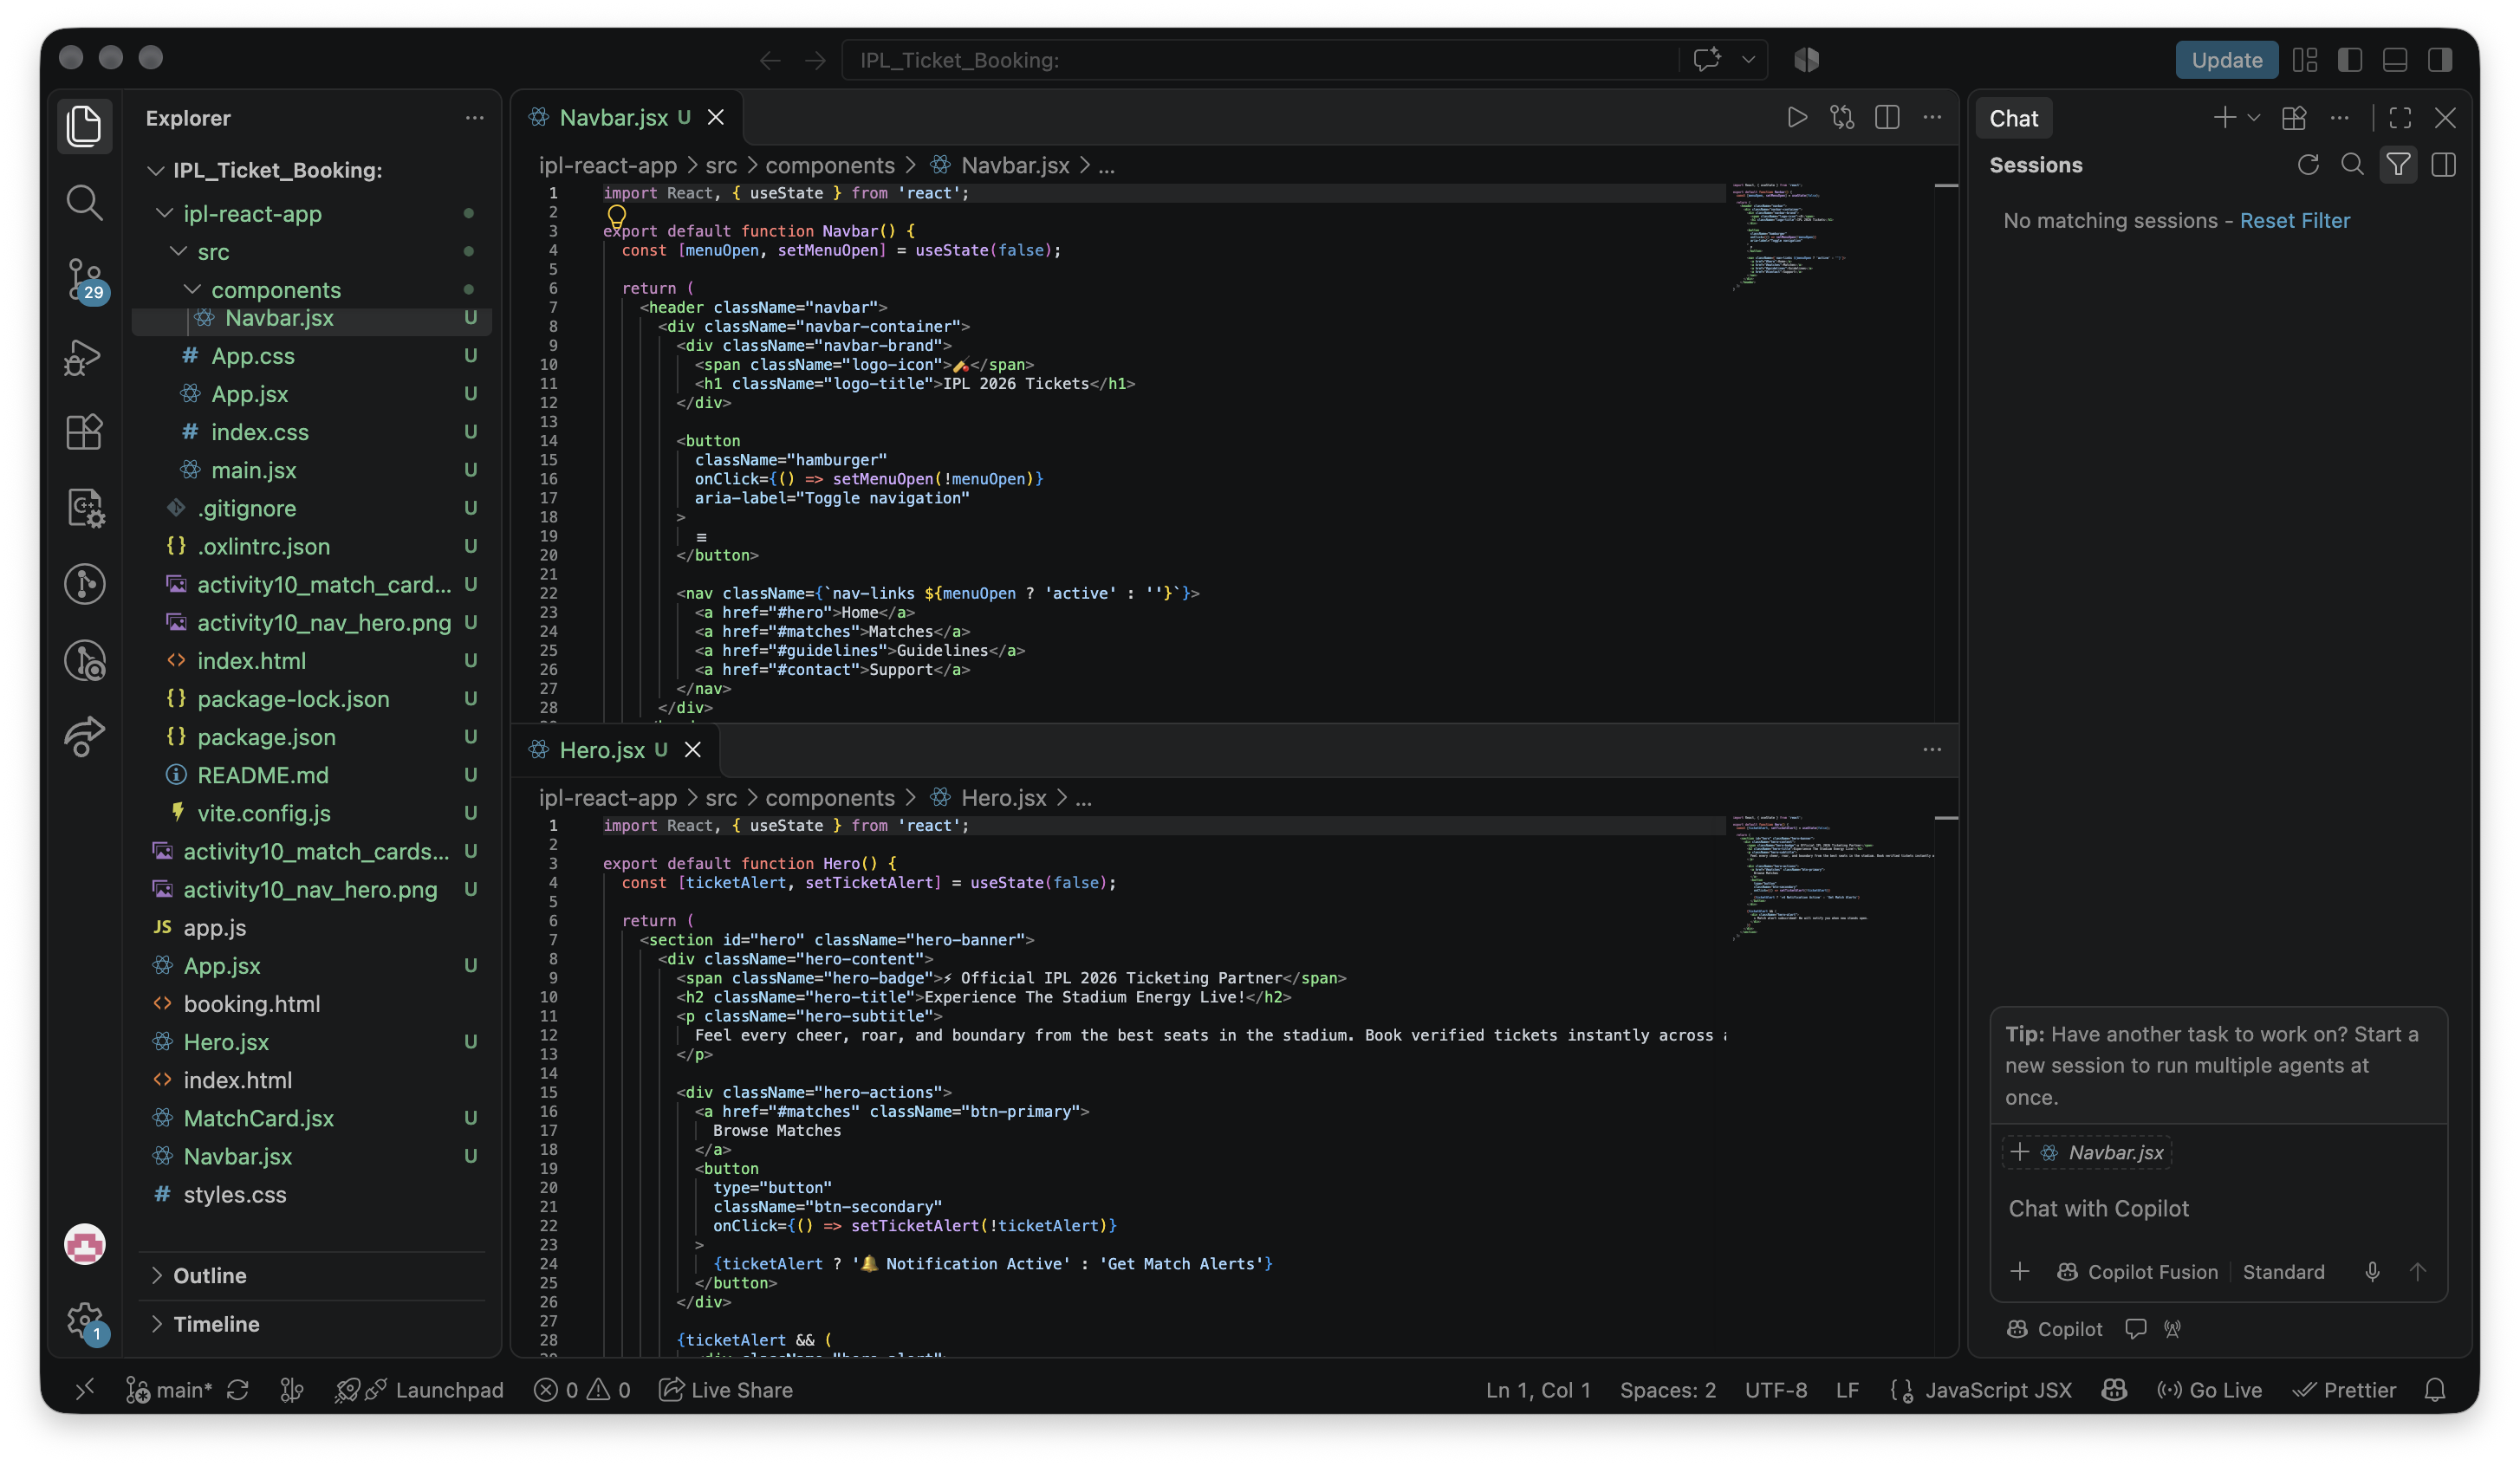 IPL_Ticket_Booking:
Update
Explorer
IPL_Ticket_Booking:
ipl-react-app
src
components
Navbar.jsx U
App.css U
App.jsx U
index.css U
main.jsx U
.gitignore U
.oxlintrc.json U
activity10_match_card... U
activity10_nav_hero.png U
index.html U
package-lock.json U
package.json U
README.md U
vite.config.js U
activity10_match_cards... U
activity10_nav_hero.png U
app.js
App.jsx U
booking.html
Hero.jsx U
index.html
MatchCard.jsx U
Navbar.jsx U
styles.css
Outline
Timeline
29
1
Navbar.jsx U
ipl-react-app > src > components > Navbar.jsx > ...
1 import React, { useState } from 'react';
2
3 export default function Navbar() {
4 const [menuOpen, setMenuOpen] = useState(false);
5
6 return (
7 <header className="navbar">
8 <div className="navbar-container">
9 <div className="navbar-brand">
10 <span className="logo-icon">🏏</span>
11 <h1 className="logo-title">IPL 2026 Tickets</h1>
12 </div>
13
14 <button
15 className="hamburger"
16 onClick={() => setMenuOpen(!menuOpen)}
17 aria-label="Toggle navigation"
18 >
19 ≡
20 </button>
21
22 <nav className={`nav-links ${menuOpen ? 'active' : ''}`}>
23 <a href="#hero">Home</a>
24 <a href="#matches">Matches</a>
25 <a href="#guidelines">Guidelines</a>
26 <a href="#contact">Support</a>
27 </nav>
28 </div>
Hero.jsx U
ipl-react-app > src > components > Hero.jsx > ...
1 import React, { useState } from 'react';
2
3 export default function Hero() {
4 const [ticketAlert, setTicketAlert] = useState(false);
5
6 return (
7 <section id="hero" className="hero-banner">
8 <div className="hero-content">
9 <span className="hero-badge">⚡ Official IPL 2026 Ticketing Partner</span>
10 <h2 className="hero-title">Experience The Stadium Energy Live!</h2>
11 <p className="hero-subtitle">
12 Feel every cheer, roar, and boundary from the best seats in the stadium. Book verified tickets instantly across
13 </p>
14
15 <div className="hero-actions">
16 <a href="#matches" className="btn-primary">
17 Browse Matches
18 </a>
19 <button
20 type="button"
21 className="btn-secondary"
22 onClick={() => setTicketAlert(!ticketAlert)}
23 >
24 {ticketAlert ? '🔔 Notification Active' : 'Get Match Alerts'}
25 </button>
26 </div>
27
28 {ticketAlert && (
Chat
Sessions
No matching sessions - Reset Filter
Tip: Have another task to work on? Start a
new session to run multiple agents at
once.
Navbar.jsx
Chat with Copilot
Copilot Fusion Standard
Copilot
main* Launchpad 0 0 Live Share Ln 1, Col 1 Spaces: 2 UTF-8 LF JavaScript JSX Go Live Prettier